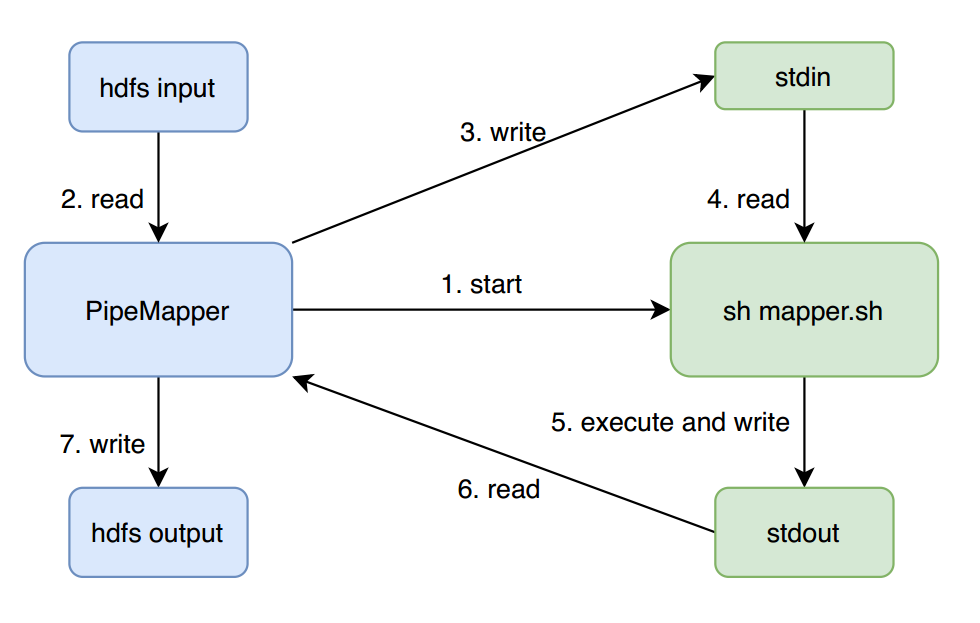 hdfs input
stdin
3. write
2. read
4. read
1. start
PipeMapper
sh mapper.sh
5. execute and write
7. write
6. read
hdfs output
stdout